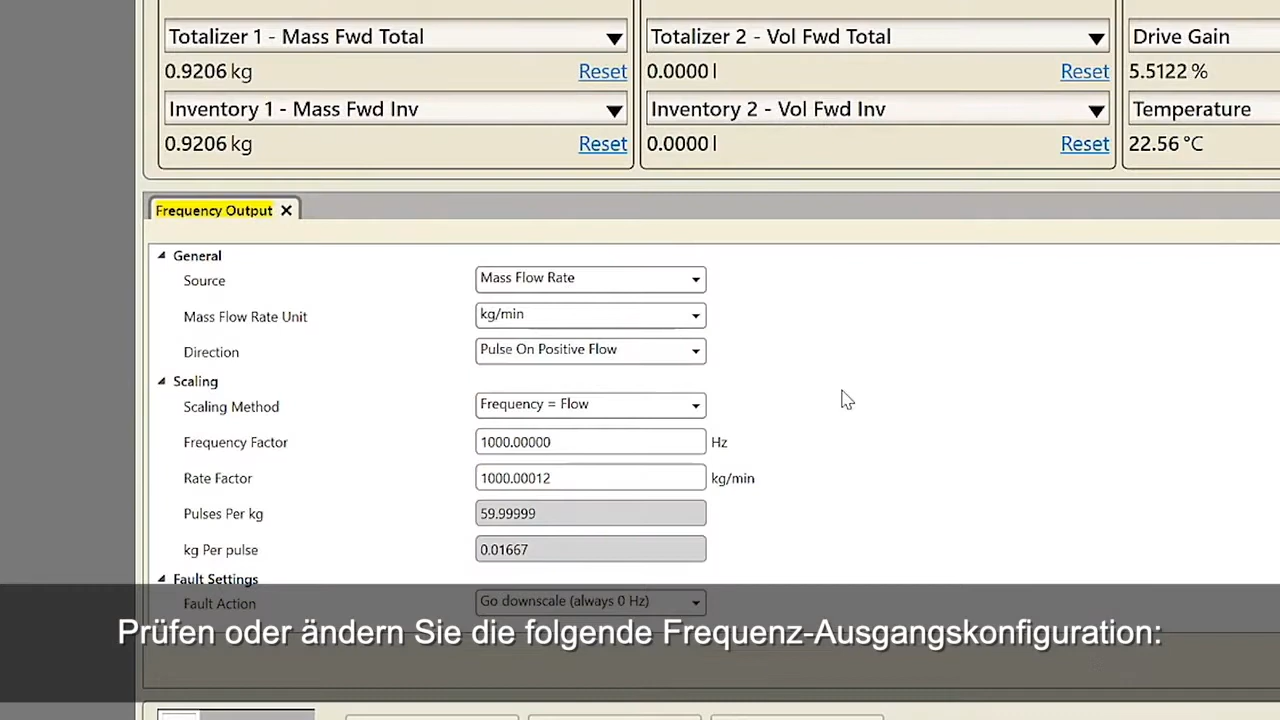 Totalizer 1 - Mass Fwd Total
Totalizer 2 - Vol Fwd Total
Drive Gain
0.9206 kg
Reset
0.0000 l
Reset
5.5122 %
Inventory 1 - Mass Fwd Inv
Inventory 2 - Vol Fwd Inv
Temperature
0.9206 kg
Reset
0.0000 l
Reset
22.56 °C
Frequency Output
General
Source
Mass Flow Rate
Mass Flow Rate Unit
kg/min
Direction
Pulse On Positive Flow
Scaling
Scaling Method
Frequency = Flow
Frequency Factor
1000.00000
Hz
Rate Factor
1000.00012
kg/min
Pulses Per kg
59.99999
kg Per pulse
0.01667
Fault Settings
Fault Action
Go downscale (always 0 Hz)
Prüfen oder ändern Sie die folgende Frequenz-Ausgangskonfiguration: